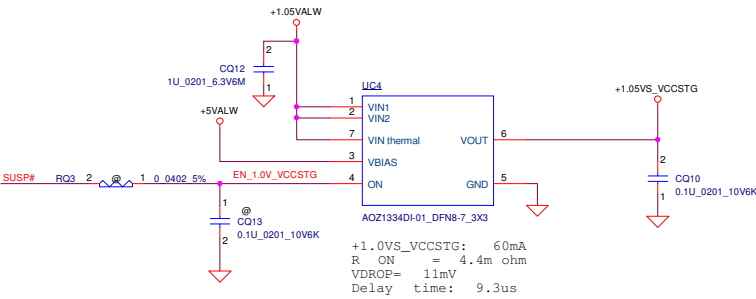 +1.05VALW
2
CQ12
1U_0201_6.3V6M
1
UC4
+1.05VS_VCCSTG
+5VALW
1 VIN1
2 VIN2
7 VIN thermal VOUT 6
3 VBIAS
SUSP# RQ3 2 @ 1 0_0402_5% EN_1.0V_VCCSTG 4 ON GND 5
2
CQ10
0.1U_0201_10V6K
1
1
@
CQ13
0.1U_0201_10V6K
2
AOZ1334DI-01_DFN8-7_3X3
+1.0VS_VCCSTG: 60mA
R ON = 4.4m ohm
VDROP= 11mV
Delay time: 9.3us